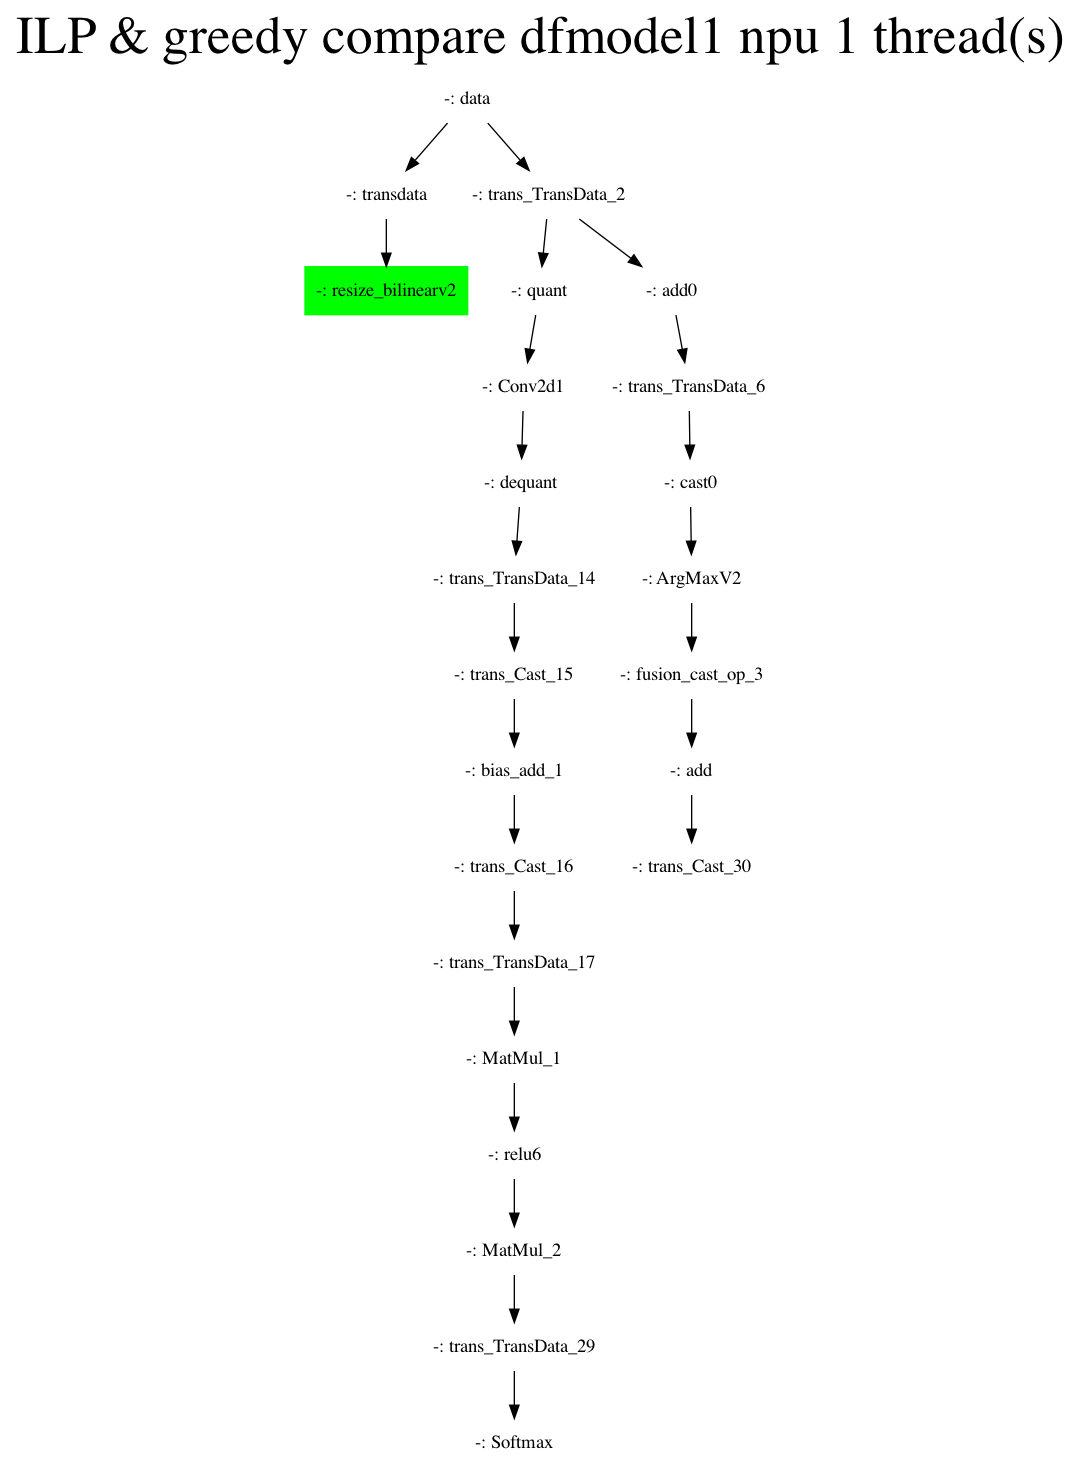 ILP & greedy compare dfmodel1 npu 1 thread(s)
-: data
-: transdata
-: trans_TransData_2
-: resize_bilinearv2
-: quant
-: add0
-: Conv2d1
-: trans_TransData_6
-: dequant
-: cast0
-: trans_TransData_14
-: ArgMaxV2
-: trans_Cast_15
-: fusion_cast_op_3
-: bias_add_1
-: add
-: trans_Cast_16
-: trans_Cast_30
-: trans_TransData_17
-: MatMul_1
-: relu6
-: MatMul_2
-: trans_TransData_29
-: Softmax